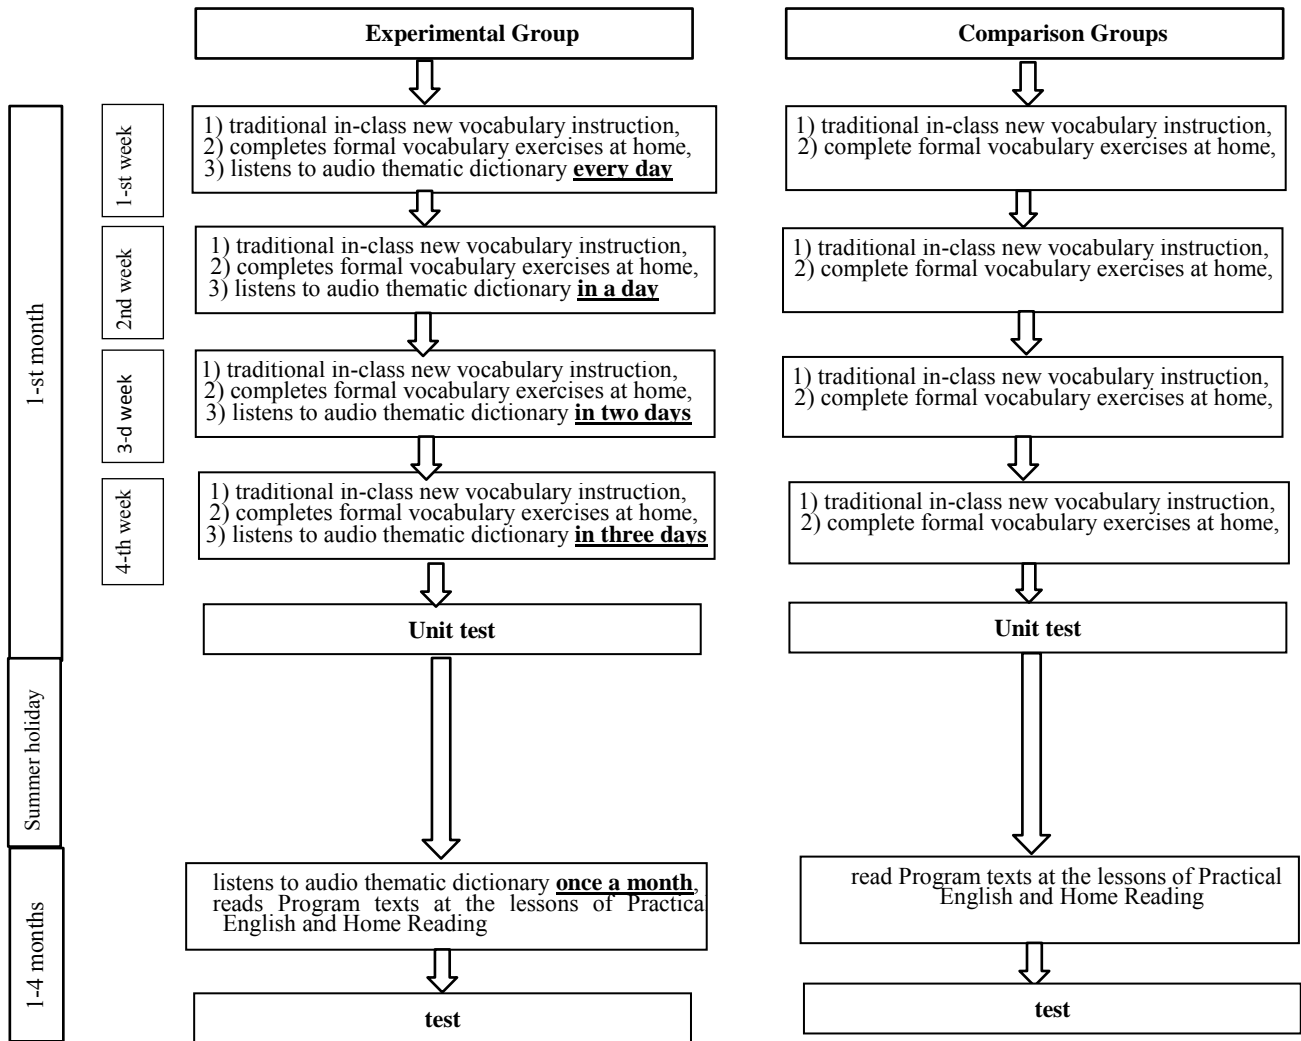 Experimental Group
Comparison Groups
1-st month
1-st week
1) traditional in-class new vocabulary instruction,
2) completes formal vocabulary exercises at home,
3) listens to audio thematic dictionary every day
1) traditional in-class new vocabulary instruction,
2) complete formal vocabulary exercises at home,
2nd week
1) traditional in-class new vocabulary instruction,
2) completes formal vocabulary exercises at home,
3) listens to audio thematic dictionary in a day
1) traditional in-class new vocabulary instruction,
2) complete formal vocabulary exercises at home,
3-d week
1) traditional in-class new vocabulary instruction,
2) completes formal vocabulary exercises at home,
3) listens to audio thematic dictionary in two days
1) traditional in-class new vocabulary instruction,
2) complete formal vocabulary exercises at home,
4-th week
1) traditional in-class new vocabulary instruction,
2) completes formal vocabulary exercises at home,
3) listens to audio thematic dictionary in three days
1) traditional in-class new vocabulary instruction,
2) complete formal vocabulary exercises at home,
Unit test
Unit test
Summer holiday
1-4 months
listens to audio thematic dictionary once a month,
reads Program texts at the lessons of Practica
English and Home Reading
read Program texts at the lessons of Practical
English and Home Reading
test
test